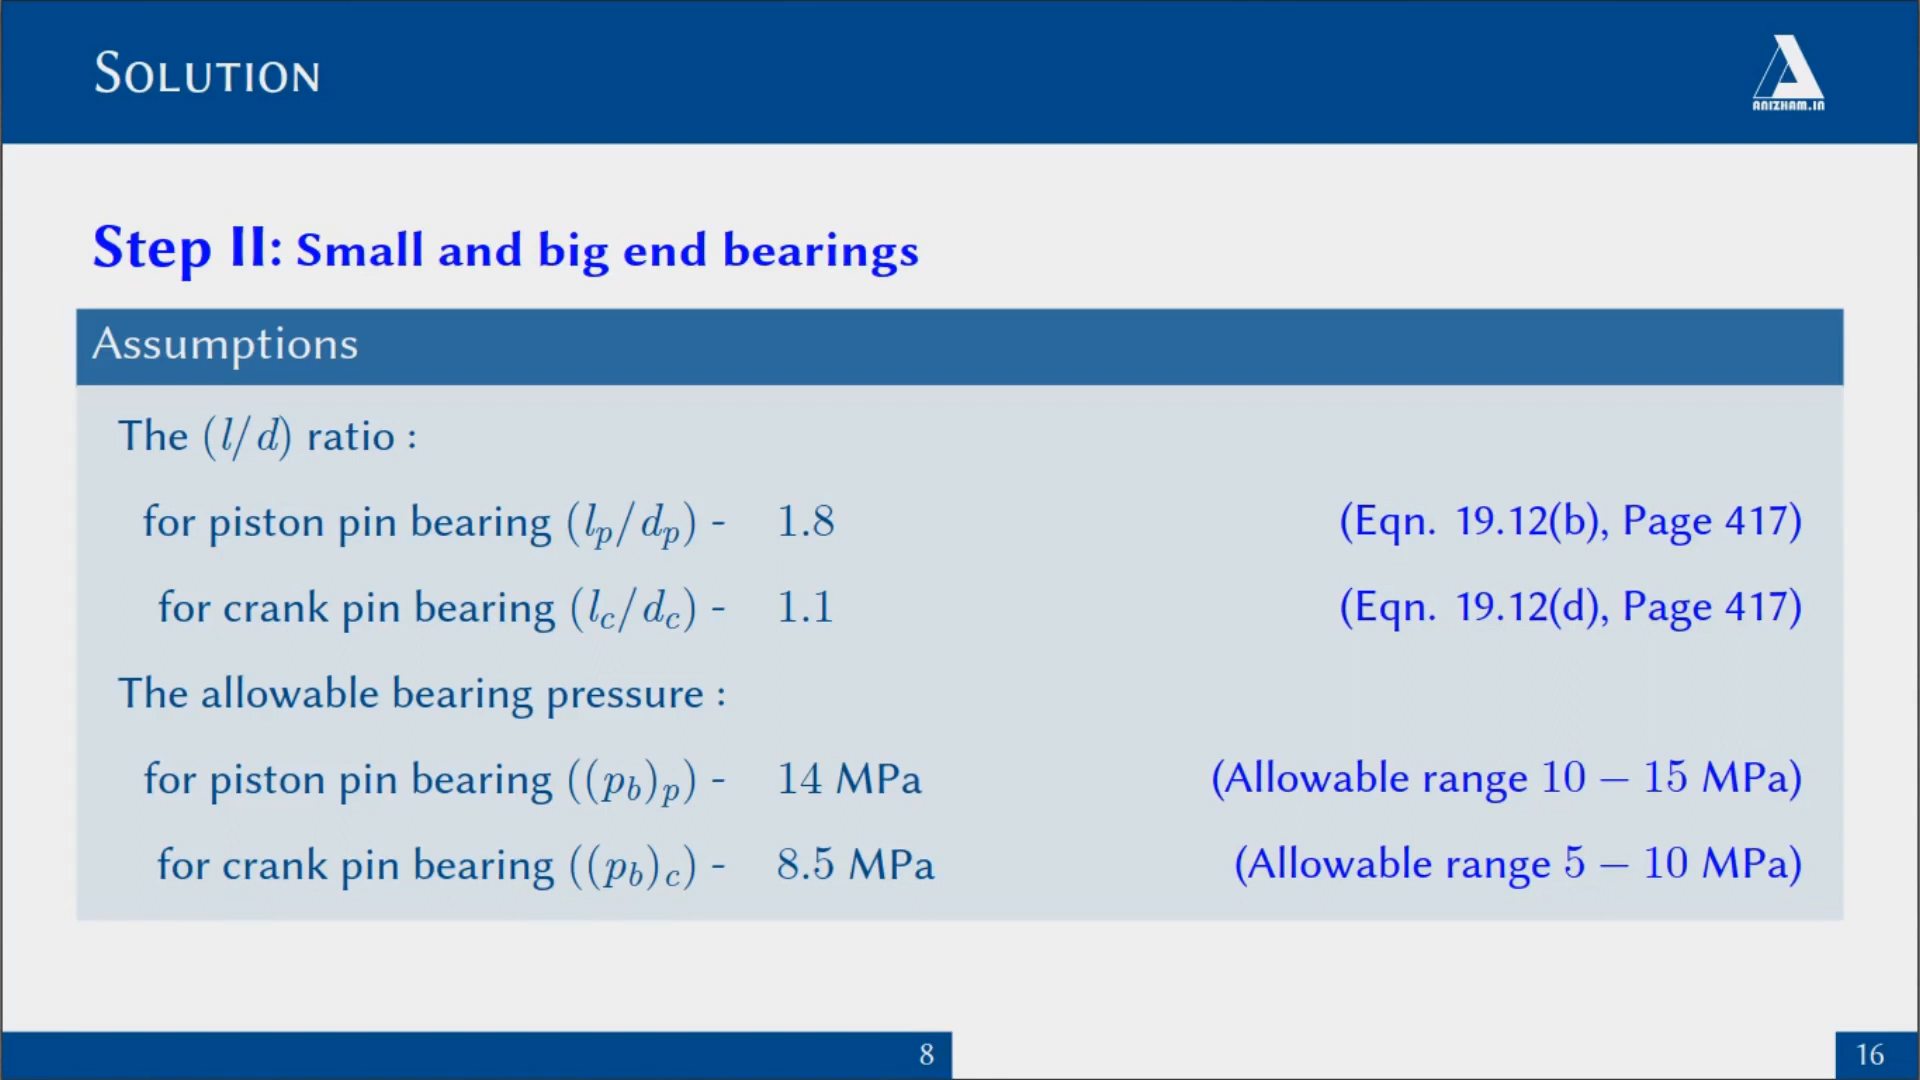 SOLUTION
ANIZHAM.IN
Step II: Small and big end bearings
Assumptions
The (l/d) ratio :
for piston pin bearing (l_p/d_p) - 1.8 (Eqn. 19.12(b), Page 417)
for crank pin bearing (l_c/d_c) - 1.1 (Eqn. 19.12(d), Page 417)
The allowable bearing pressure :
for piston pin bearing ((p_b)_p) - 14 MPa (Allowable range 10 – 15 MPa)
for crank pin bearing ((p_b)_c) - 8.5 MPa (Allowable range 5 – 10 MPa)
8
16